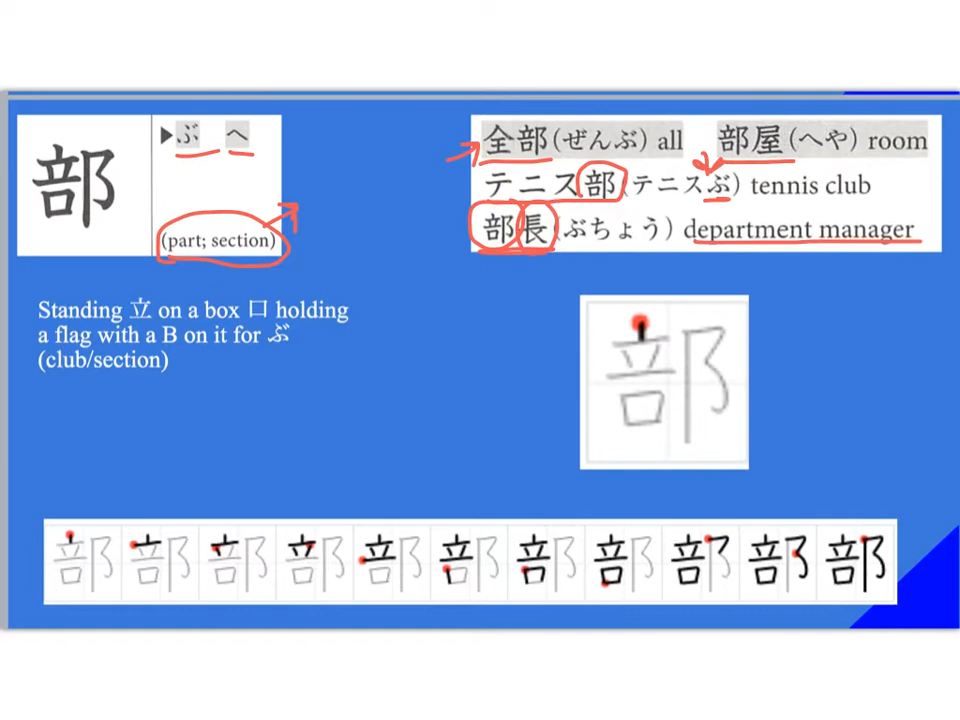 部
▶ぶ へ
(part; section)
全部(ぜんぶ) all 部屋(へや) room
テニス部(テニスぶ) tennis club
部長(ぶちょう) department manager
Standing 立 on a box 口 holding
a flag with a B on it for ぶ
(club/section)
部
部 部 部 部 部 部 部 部 部 部 部